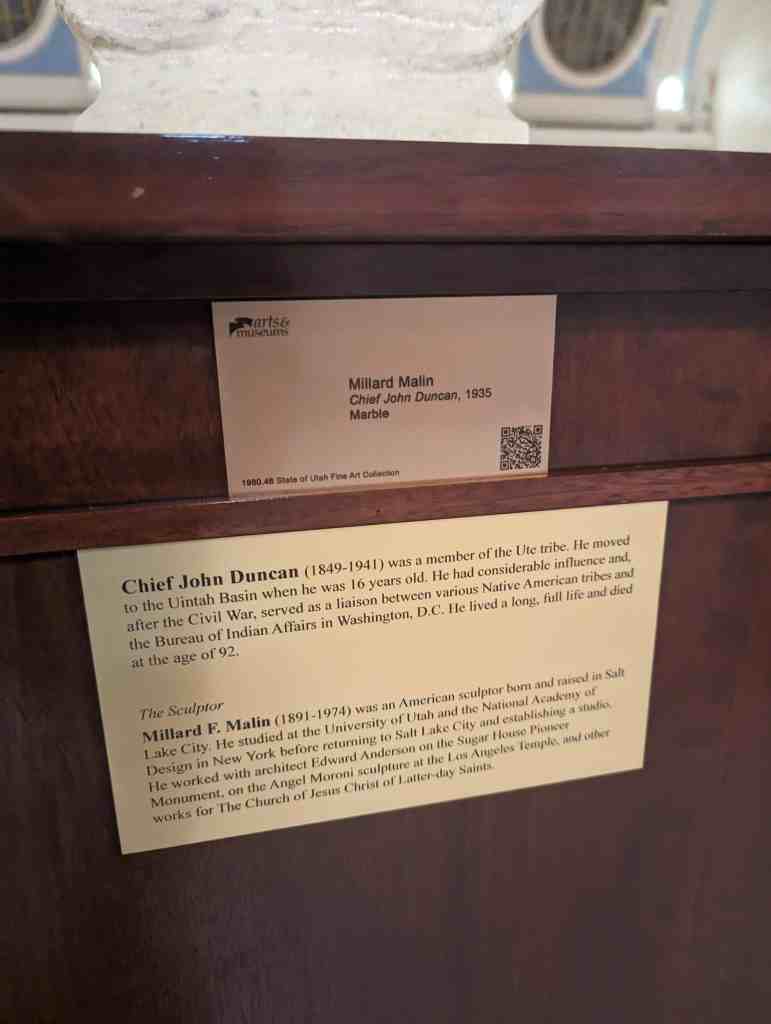 arts&
museums
Millard Malin
Chief John Duncan, 1935
Marble
1980.48 State of Utah Fine Art Collection
Chief John Duncan (1849-1941) was a member of the Ute tribe. He moved
to the Uintah Basin when he was 16 years old. He had considerable influence and,
after the Civil War, served as a liaison between various Native American tribes and
the Bureau of Indian Affairs in Washington, D.C. He lived a long, full life and died
at the age of 92.
The Sculptor
Millard F. Malin (1891-1974) was an American sculptor born and raised in Salt
Lake City. He studied at the University of Utah and the National Academy of
Design in New York before returning to Salt Lake City and establishing a studio.
He worked with architect Edward Anderson on the Sugar House Pioneer
Monument, on the Angel Moroni sculpture at the Los Angeles Temple, and other
works for The Church of Jesus Christ of Latter-day Saints.